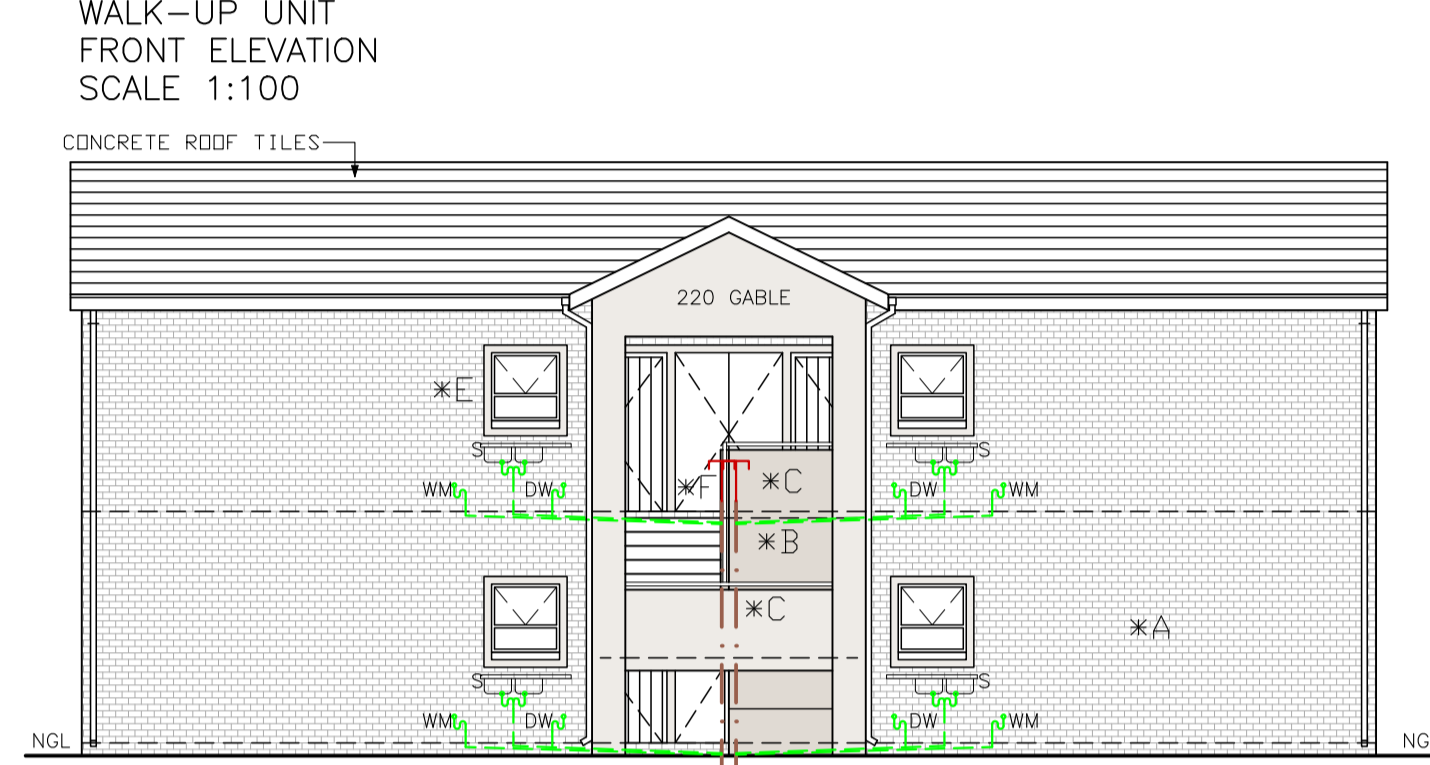 WALK-UP UNIT
FRONT ELEVATION
SCALE 1:100
CONCRETE ROOF TILES
220 GABLE
*E
S
S
WM
DW
*F
*C
DW
WM
*B
*C
*A
S
S
WM
DW
DW
WM
NGL
NG